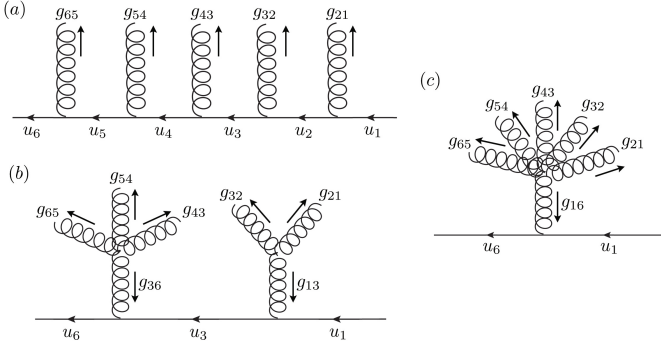 (a) g65 g54 g43 g32 g21
u6 u5 u4 u3 u2 u1
(b) g54
g65 g43 g32 g21
g36 g13
u6 u3 u1
(c) g43
g54 g32
g65 g21
g16
u6 u1